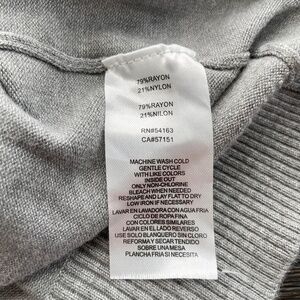 79%RAYON
21%NYLON
79%RAYON
21%NILON
RN#54163
CA#57151
MACHINE WASH COLD
GENTLE CYCLE
WITH LIKE COLORS
INSIDE OUT
ONLY NON-CHLORINE
BLEACH WHEN NEEDED
RESHAPE AND LAY FLAT TO DRY
LOW IRON IF NECESSARY
LAVAR EN LAVADORA CON AGUA FRIA
CICLO DE ROPA FINA
CON COLORES SIMILARES
LAVAR EN EL LADO REVERSO
USE SOLO BLANQUERO SIN CLORO
REFORMA Y SECAR TENDIDO
SOBRE UNA MESA
PLANCHA FRIA SI NECESITA